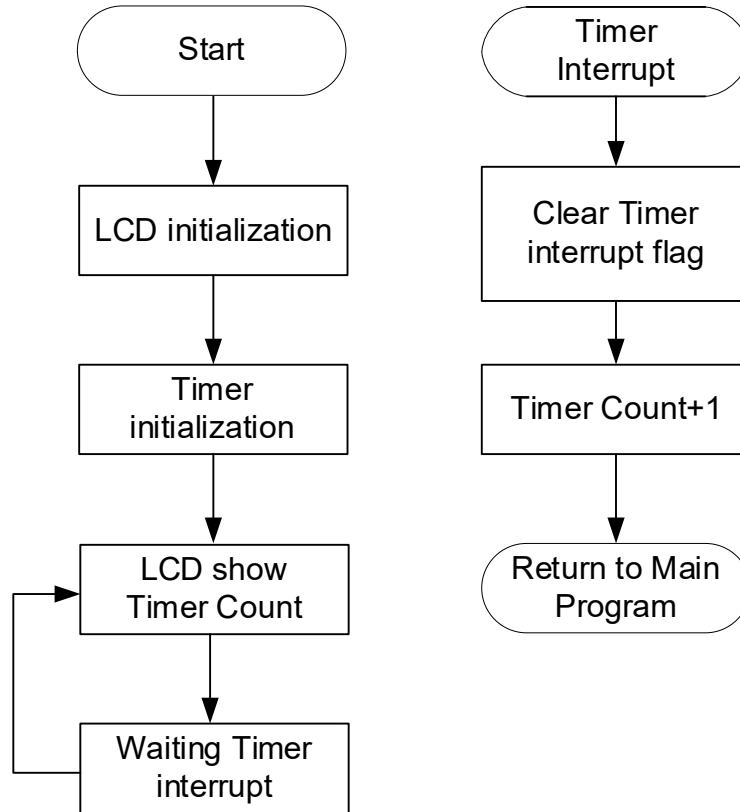 Start
LCD initialization
Timer
initialization
LCD show
Timer Count
Waiting Timer
interrupt
Timer
Interrupt
Clear Timer
interrupt flag
Timer Count+1
Return to Main
Program